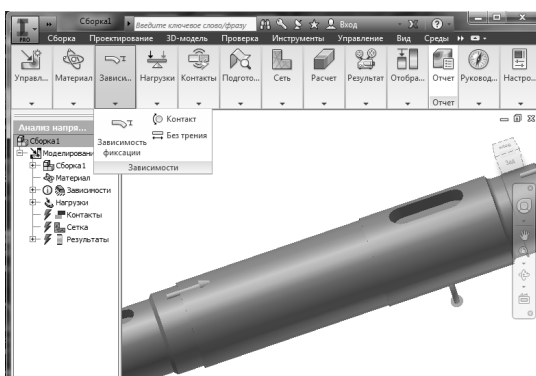 Сборка1
Введите ключевое слово/фразу
Вход
PRO
Сборка Проектирование 3D-модель Проверка Инструменты Управление Вид Среды
Управл... Материал Зависи... Нагрузки Контакты Подгото... Сеть Расчет Результат Отобра... Отчет Руковод... Настро...
Отчет
Контакт
Без трения
Зависимость фиксации
Зависимости
Анализ напря...
Сборка1
Моделировани
Сборка1
Материал
Зависимости
Нагрузки
Контакты
Сетка
Результаты